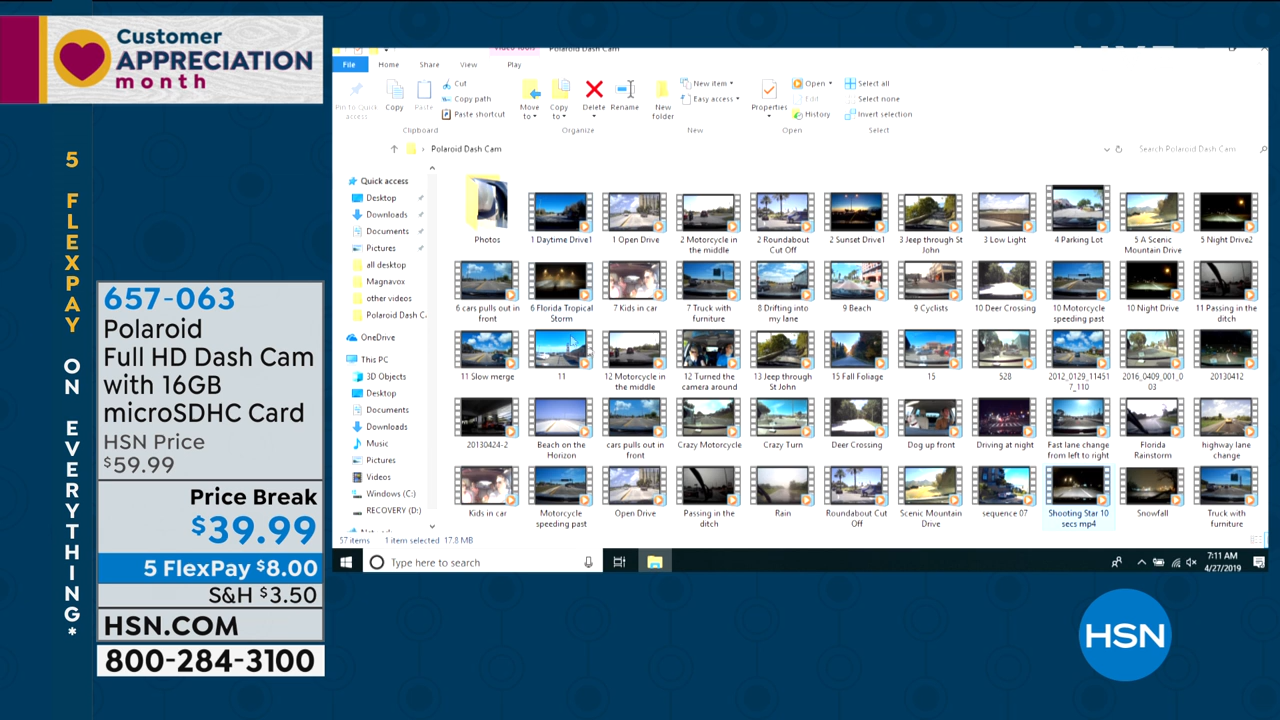 Customer
APPRECIATION
month
5 FLEXPAY ON EVERYTHING*
657-063
Polaroid
Full HD Dash Cam
with 16GB
microSDHC Card
HSN Price
$59.99
Price Break
$39.99
5 FlexPay $8.00
S&H $3.50
HSN.COM
800-284-3100
Polaroid Dash Cam
File Home Share View Play
Pin to Quick access
Copy
Paste
Cut
Copy path
Paste shortcut
Clipboard
Move to
Copy to
Delete
Rename
Organize
New folder
New item
Easy access
New
Properties
Open
Edit
History
Open
Select all
Select none
Invert selection
Select
Polaroid Dash Cam
Search Polaroid Dash Cam
Quick access
Desktop
Downloads
Documents
Pictures
all desktop
Magnavox
other videos
Polaroid Dash C
OneDrive
This PC
3D Objects
Desktop
Documents
Downloads
Music
Pictures
Videos
Windows (C:)
RECOVERY (D:)
Photos
1 Daytime Drive1
1 Open Drive
2 Motorcycle in the middle
2 Roundabout Cut Off
2 Sunset Drive1
3 Jeep through St John
3 Low Light
4 Parking Lot
5 A Scenic Mountain Drive
5 Night Drive2
6 cars pulls out in front
6 Florida Tropical Storm
7 Kids in car
7 Truck with furniture
8 Drifting into my lane
9 Beach
9 Cyclists
10 Deer Crossing
10 Motorcycle speeding past
10 Night Drive
11 Passing in the ditch
11 Slow merge
11
12 Motorcycle in the middle
12 Turned the camera around
13 Jeep through St John
15 Fall Foliage
15
528
2012_0129_114517_110
2016_0409_001_003
20130412
20130424-2
Beach on the Horizon
cars pulls out in front
Crazy Motorcycle
Crazy Turn
Deer Crossing
Dog up front
Driving at night
Fast lane change from left to right
Florida Rainstorm
highway lane change
Kids in car
Motorcycle speeding past
Open Drive
Passing in the ditch
Rain
Roundabout Cut Off
Scenic Mountain Drive
sequence 07
Shooting Star 10 secs mp4
Snowfall
Truck with furniture
57 items 1 item selected 17.8 MB
Type here to search
7:11 AM
4/27/2019
HSN